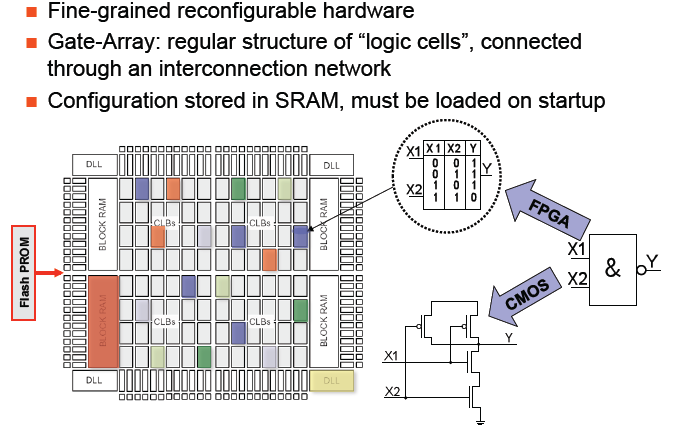 Fine-grained reconfigurable hardware
Gate-Array: regular structure of “logic cells”, connected
through an interconnection network
Configuration stored in SRAM, must be loaded on startup
DLL
DLL
BLOCK RAM
CLBs
CLBs
BLOCK RAM
Flash PROM
BLOCK RAM
CLBs
CLBs
BLOCK RAM
DLL
DLL
X1
X2
X1 X2 Y
0 0 1
0 1 1
1 0 1
1 1 0
Y
FPGA
X1
X2
&
Y
CMOS
Y
X1
X2